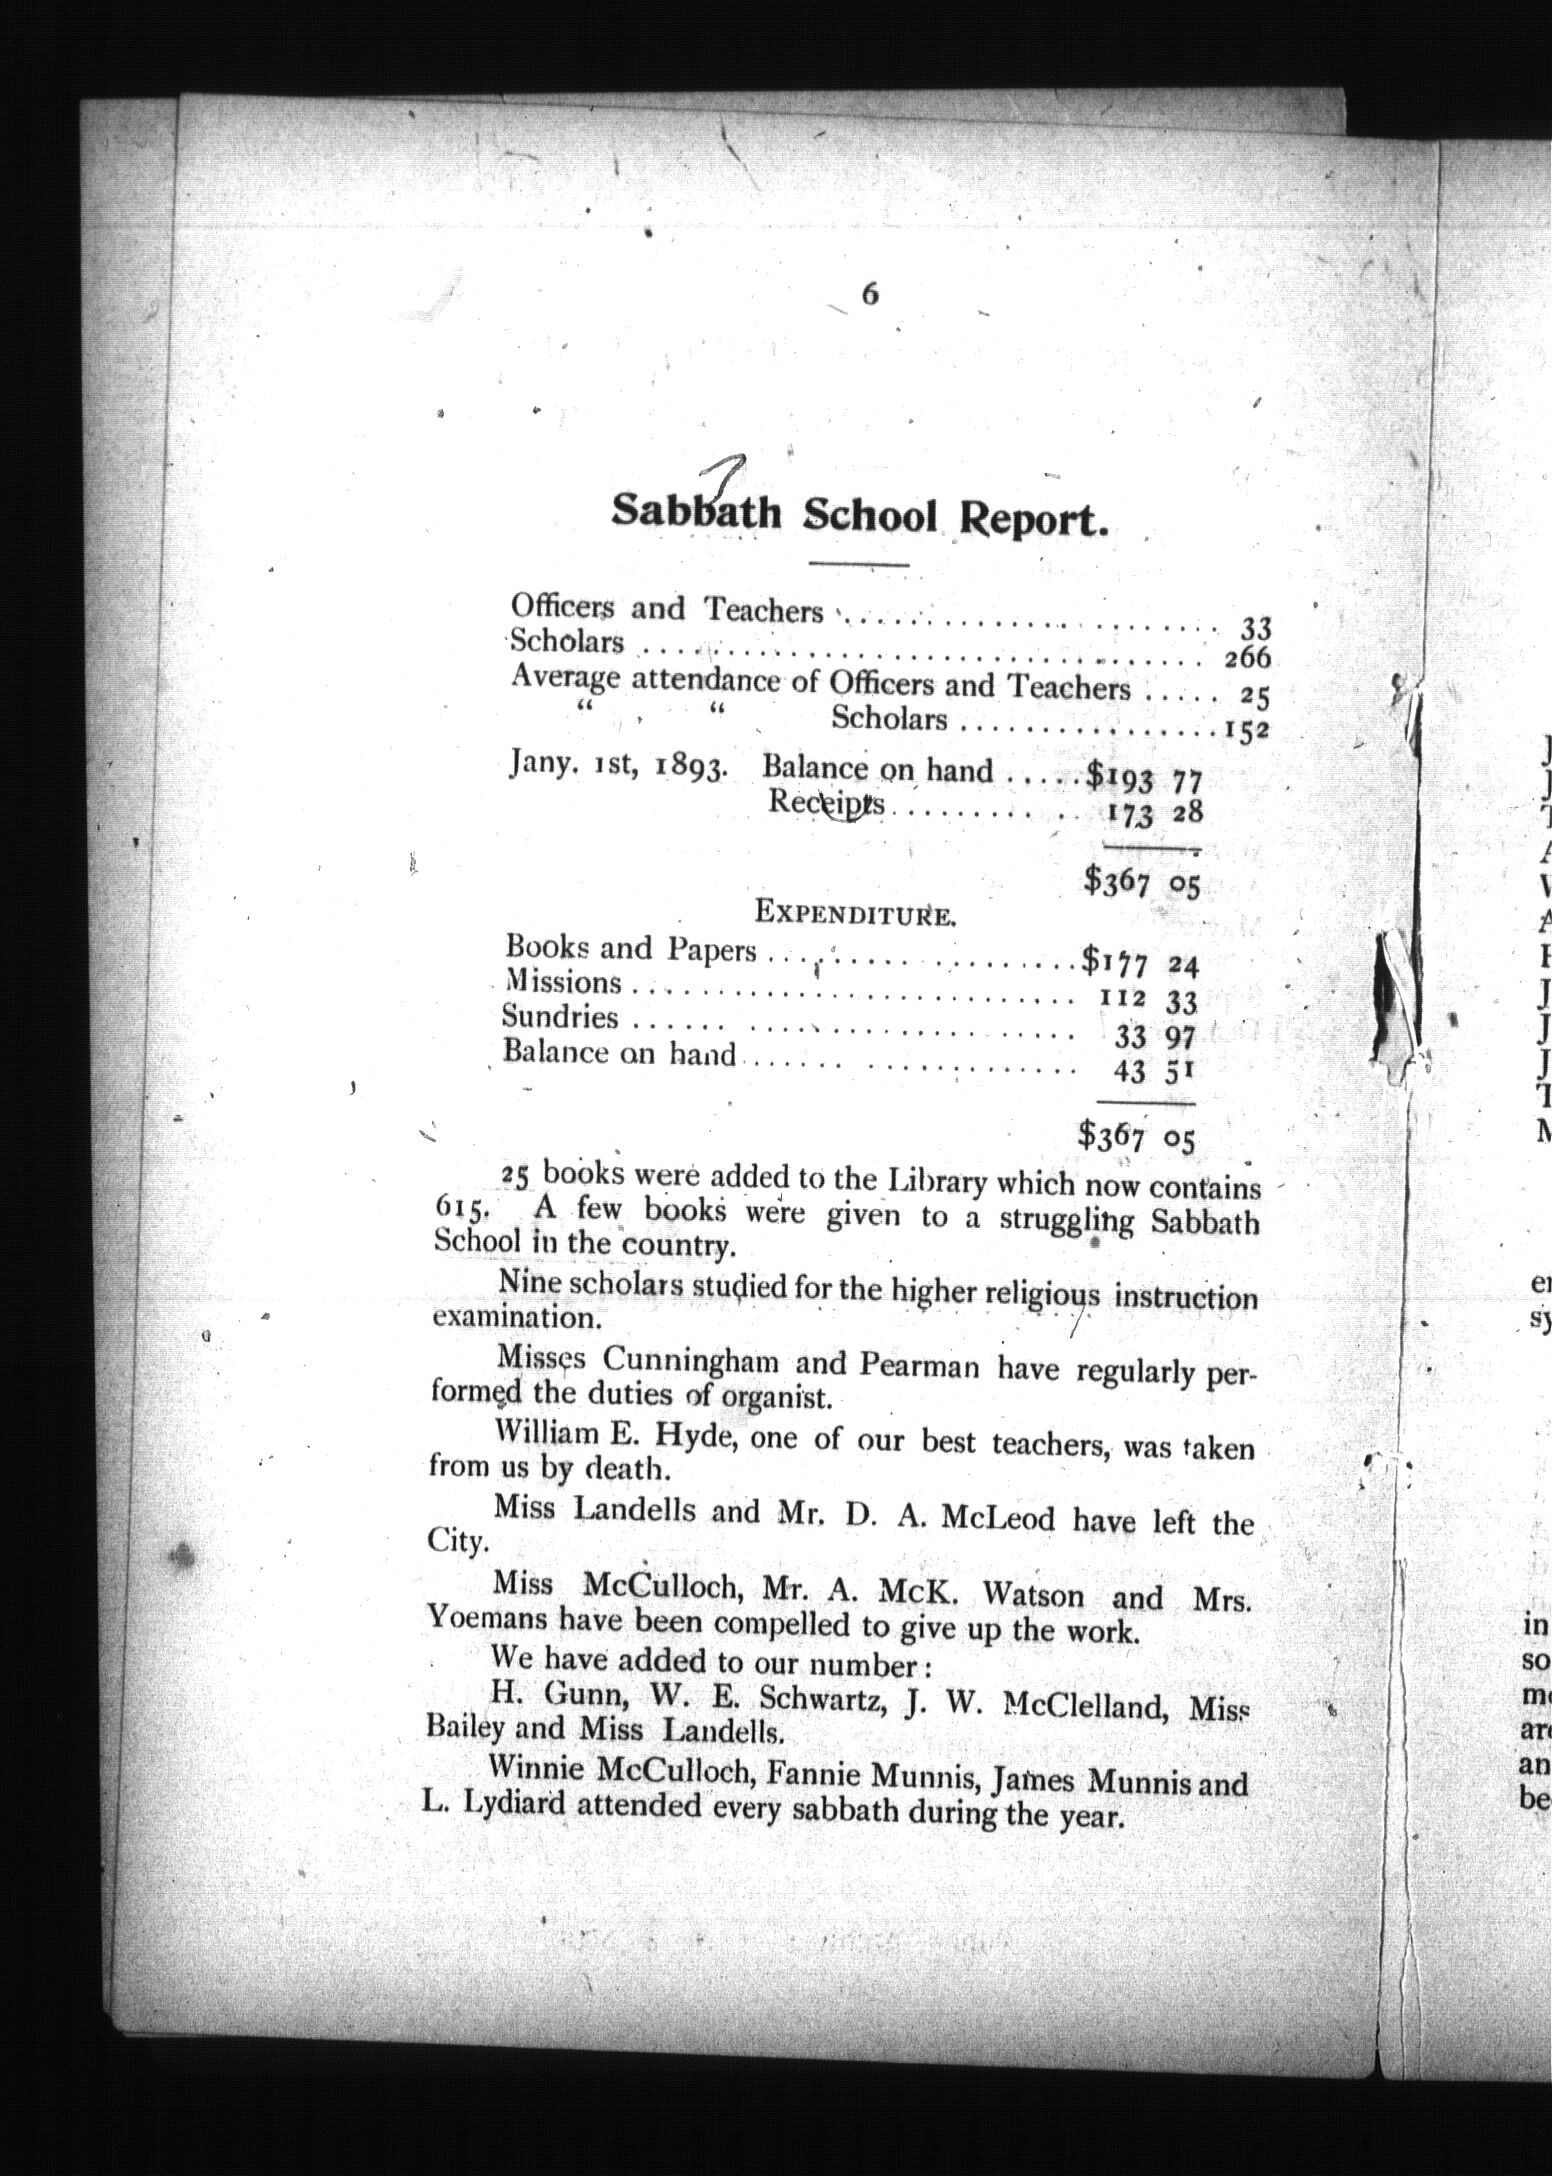 6
Sabbath School Report.
Officers and Teachers . . . . . . . . . . . . . . . . . . . . . . 33
Scholars . . . . . . . . . . . . . . . . . . . . . . . . . . . . . . . . . 266
Average attendance of Officers and Teachers . . . . . 25
“ “ Scholars . . . . . . . . . . . . . . . . 152
Jany. 1st, 1893. Balance on hand . . . . . $193 77
Receipts . . . . . . . . . . . 173 28
$367 05
EXPENDITURE.
Books and Papers . . . . . . . . . . . . . . . . . . . $177 24
Missions . . . . . . . . . . . . . . . . . . . . . . . . . . 112 33
Sundries . . . . . . . . . . . . . . . . . . . . . . . . . 33 97
Balance on hand . . . . . . . . . . . . . . . . . . . 43 51
$367 05
25 books were added to the Library which now contains
615. A few books were given to a struggling Sabbath
School in the country.
Nine scholars studied for the higher religious instruction
examination.
Misses Cunningham and Pearman have regularly per-
formed the duties of organist.
William E. Hyde, one of our best teachers, was taken
from us by death.
Miss Landells and Mr. D. A. McLeod have left the
City.
Miss McCulloch, Mr. A. McK. Watson and Mrs.
Yoemans have been compelled to give up the work.
We have added to our number:
H. Gunn, W. E. Schwartz, J. W. McClelland, Miss
Bailey and Miss Landells.
Winnie McCulloch, Fannie Munnis, James Munnis and
L. Lydiard attended every sabbath during the year.